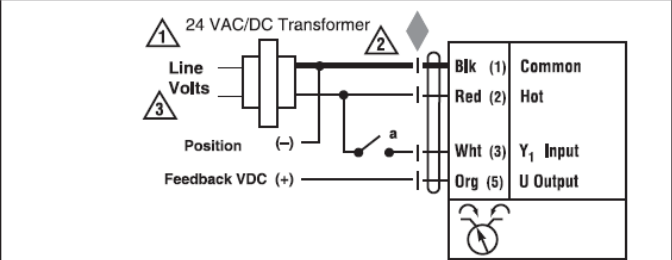 1 24 VAC/DC Transformer 2
Line
Volts
3
Blk (1) Common
Red (2) Hot
a
Position (–)
Wht (3) Y₁ Input
Feedback VDC (+)
Org (5) U Output